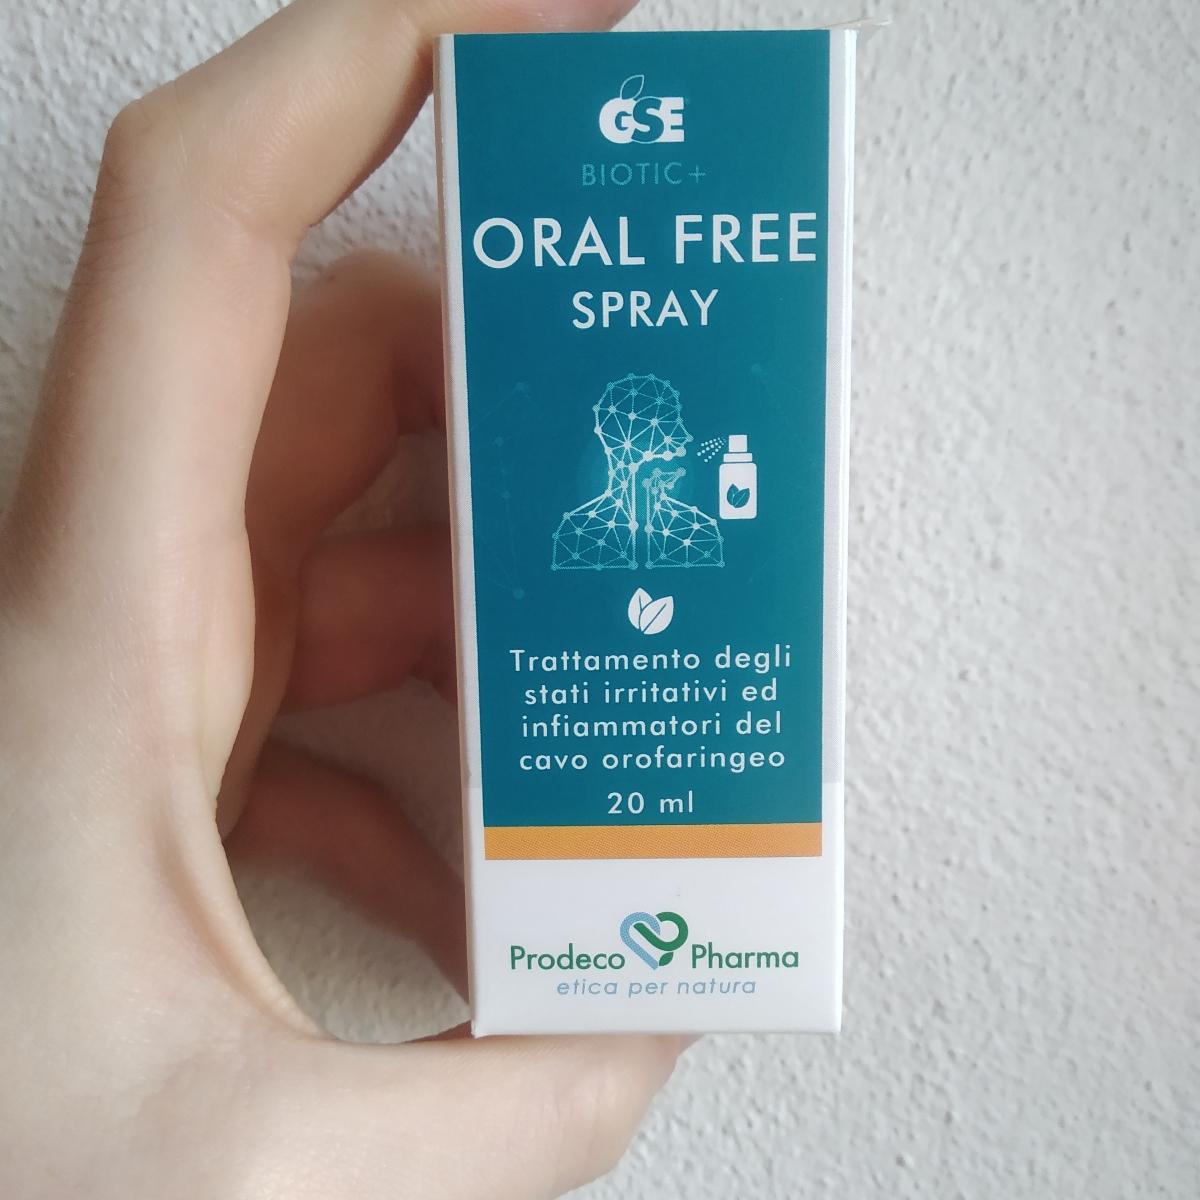 GSE
BIOTIC+
ORAL FREE
SPRAY
Trattamento degli
stati irritativi ed
infiammatori del
cavo orofaringeo
20 ml
Prodeco Pharma
etica per natura